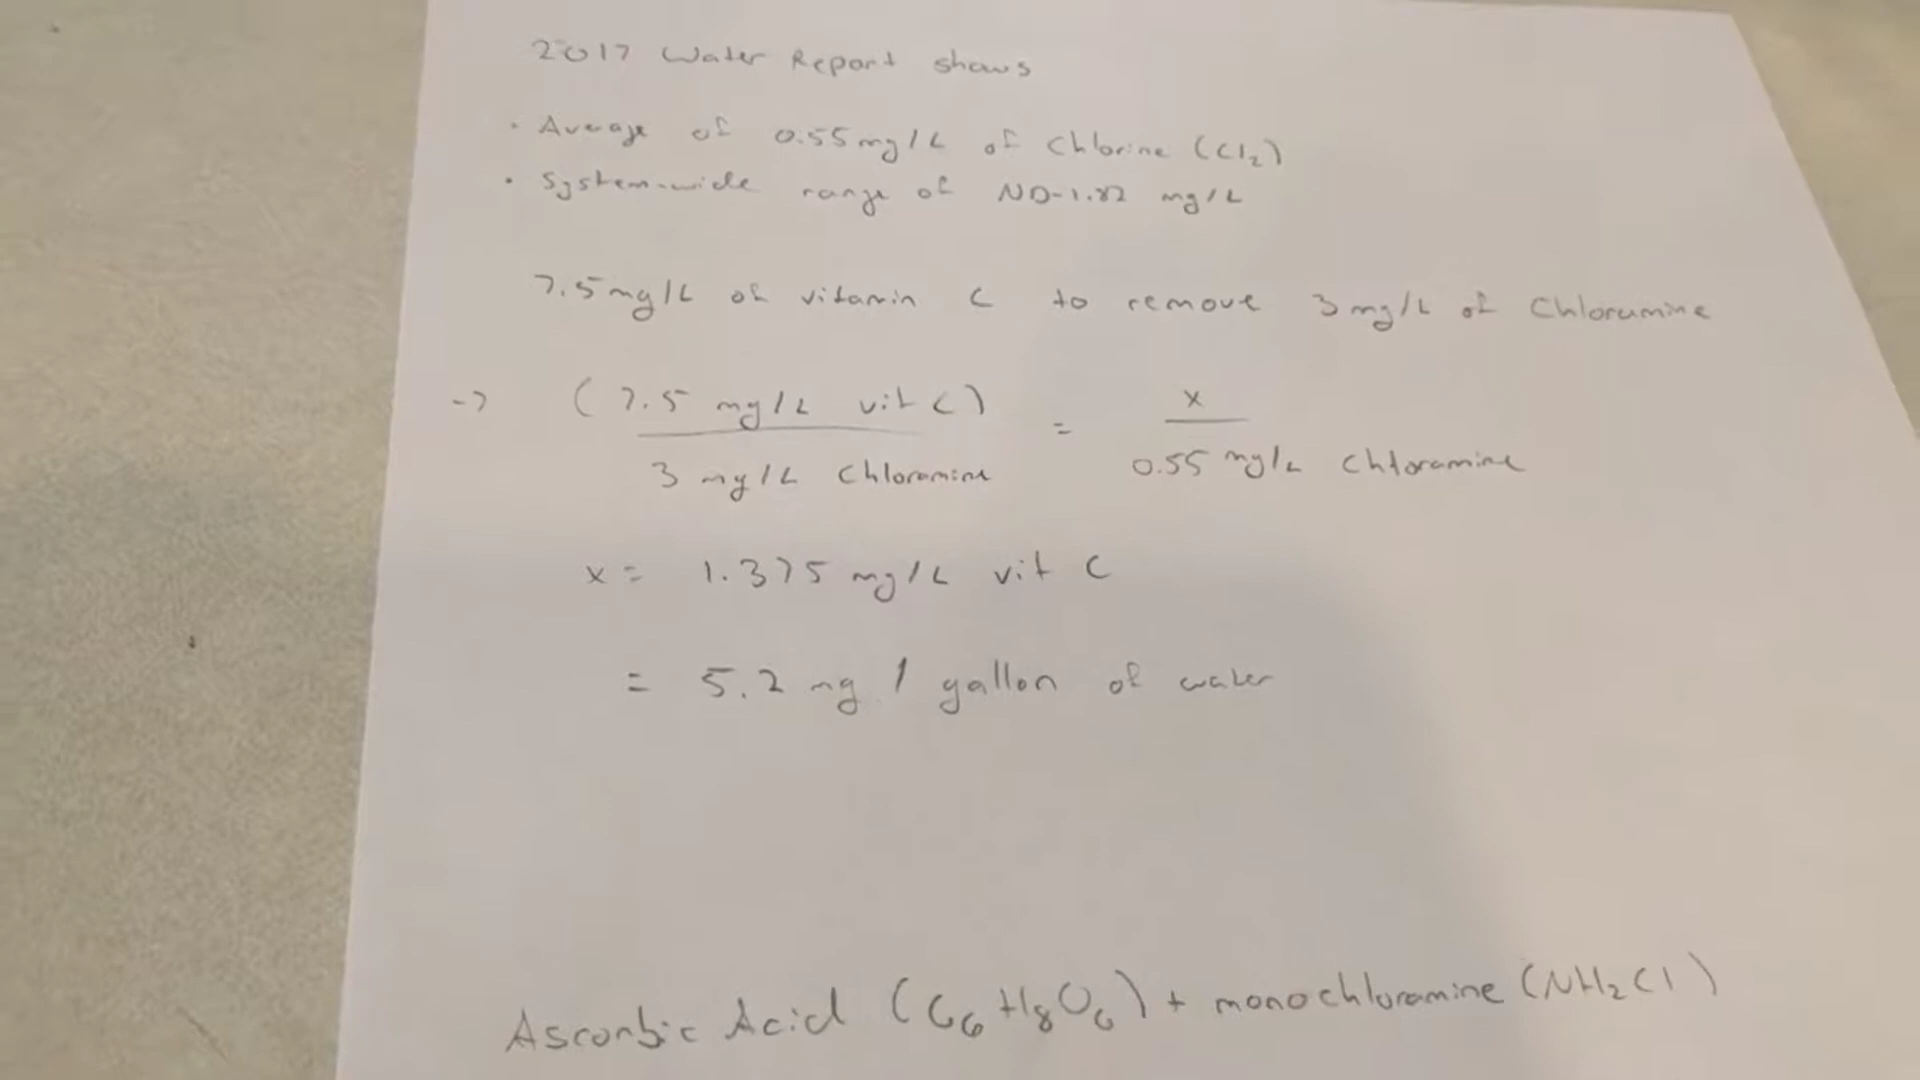 2017 Water Report shows
• Average of 0.55 mg/L of Chlorine (Cl₂)
• System-wide range of ND-1.82 mg/L
7.5 mg/L of vitamin C to remove 3 mg/L of Chloramine
-> (7.5 mg/L vit C) = x
3 mg/L Chloramine 0.55 mg/L Chloramine
x = 1.375 mg/L vit C
= 5.2 mg / gallon of water
Ascorbic Acid (C₆H₈O₆) + monochloramine (NH₂Cl)